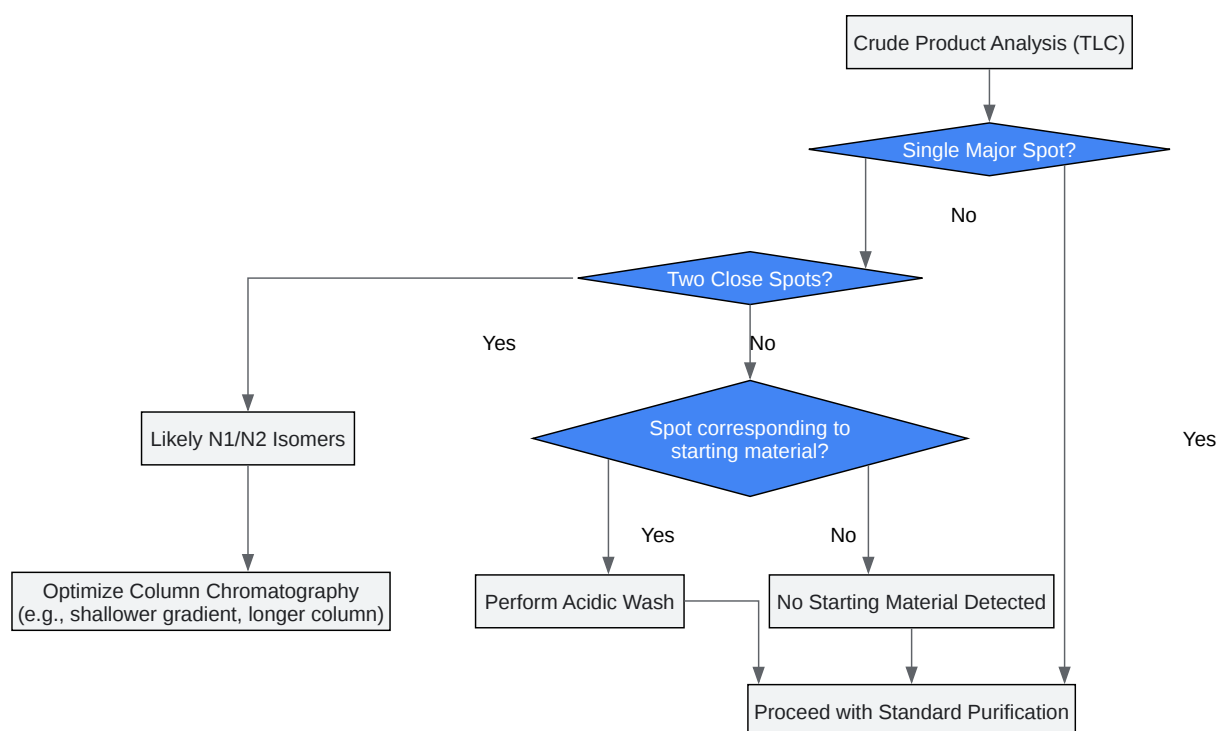 Crude Product Analysis (TLC)
Single Major Spot?
No
Two Close Spots?
Yes
No
Likely N1/N2 Isomers
Spot corresponding to
starting material?
Yes
Yes
No
Optimize Column Chromatography
(e.g., shallower gradient, longer column)
Perform Acidic Wash
No Starting Material Detected
Proceed with Standard Purification